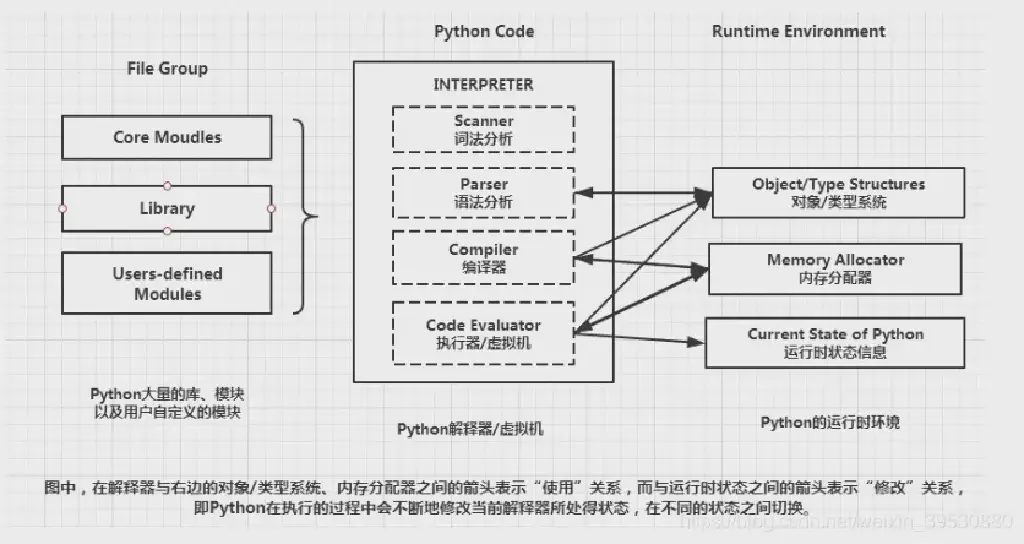 File Group
Core Moudles
Library
Users-defined
Modules
Python大量的库、模块
以及用户自定义的模块
Python Code
INTERPRETER
Scanner
词法分析
Parser
语法分析
Compiler
编译器
Code Evaluator
执行器/虚拟机
Python解释器/虚拟机
Runtime Environment
Object/Type Structures
对象/类型系统
Memory Allocator
内存分配器
Current State of Python
运行时状态信息
Python的运行时环境
图中，在解释器与右边的对象/类型系统、内存分配器之间的箭头表示“使用”关系，而与运行时状态之间的箭头表示“修改”关系，
即Python在执行的过程中会不断地修改当前解释器所处得状态，在不同的状态之间切换。
https://blog.csdn.net/weixin_39530880